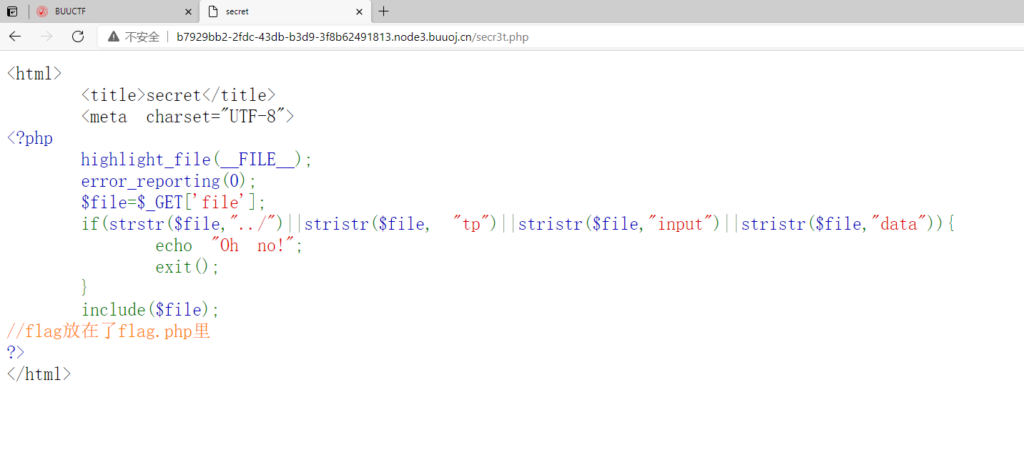 BUUCTF
secret
不安全
b7929bb2-2fdc-43db-b3d9-3f8b62491813.node3.buuoj.cn/secr3t.php
<html>
<title>secret</title>
<meta charset="UTF-8">
<?php
highlight_file(__FILE__);
error_reporting(0);
$file=$_GET['file'];
if(strstr($file,"../")||stristr($file, "tp")||stristr($file,"input")||stristr($file,"data")){
echo "Oh no!";
exit();
}
include($file);
//flag放在了flag.php里
?>
</html>